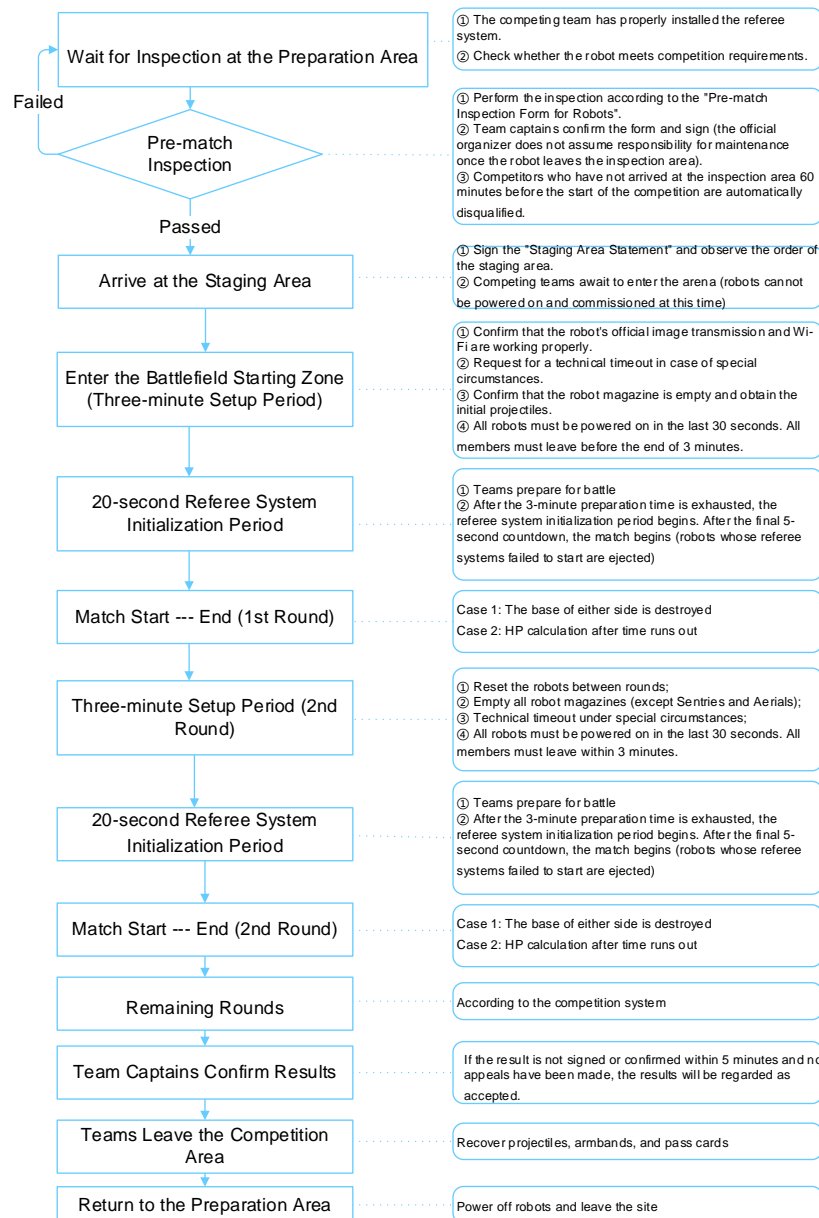 Wait for Inspection at the Preparation Area
① The competing team has properly installed the referee
system.
② Check whether the robot meets competition requirements.
Failed
Pre-match
Inspection
① Perform the inspection according to the "Pre-match
Inspection Form for Robots".
② Team captains confirm the form and sign (the official
organizer does not assume responsibility for maintenance
once the robot leaves the inspection area).
③ Competitors who have not arrived at the inspection area 60
minutes before the start of the competition are automatically
disqualified.
Passed
Arrive at the Staging Area
① Sign the "Staging Area Statement" and observe the order of
the staging area.
② Competing teams await to enter the arena (robots cannot
be powered on and commissioned at this time)
Enter the Battlefield Starting Zone
(Three-minute Setup Period)
① Confirm that the robot's official image transmission and Wi-
Fi are working properly.
② Request for a technical timeout in case of special
circumstances.
③ Confirm that the robot magazine is empty and obtain the
initial projectiles.
④ All robots must be powered on in the last 30 seconds. All
members must leave before the end of 3 minutes.
20-second Referee System
Initialization Period
① Teams prepare for battle
② After the 3-minute preparation time is exhausted, the
referee system initialization period begins. After the final 5-
second countdown, the match begins (robots whose referee
systems failed to start are ejected)
Match Start --- End (1st Round)
Case 1: The base of either side is destroyed
Case 2: HP calculation after time runs out
Three-minute Setup Period (2nd
Round)
① Reset the robots between rounds;
② Empty all robot magazines (except Sentries and Aerials);
③ Technical timeout under special circumstances;
④ All robots must be powered on in the last 30 seconds. All
members must leave within 3 minutes.
20-second Referee System
Initialization Period
① Teams prepare for battle
② After the 3-minute preparation time is exhausted, the
referee system initialization period begins. After the final 5-
second countdown, the match begins (robots whose referee
systems failed to start are ejected)
Match Start --- End (2nd Round)
Case 1: The base of either side is destroyed
Case 2: HP calculation after time runs out
Remaining Rounds
According to the competition system
Team Captains Confirm Results
If the result is not signed or confirmed within 5 minutes and no
appeals have been made, the results will be regarded as
accepted.
Teams Leave the Competition
Area
Recover projectiles, armbands, and pass cards
Return to the Preparation Area
Power off robots and leave the site